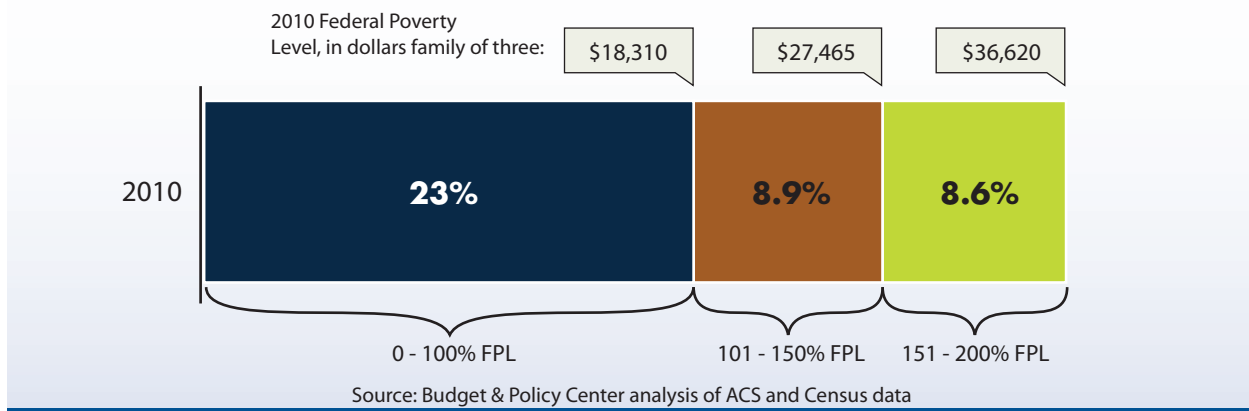 2010 Federal Poverty
Level, in dollars family of three:
$18,310
$27,465
$36,620
2010
23%
8.9%
8.6%
0 - 100% FPL
101 - 150% FPL
151 - 200% FPL
Source: Budget & Policy Center analysis of ACS and Census data